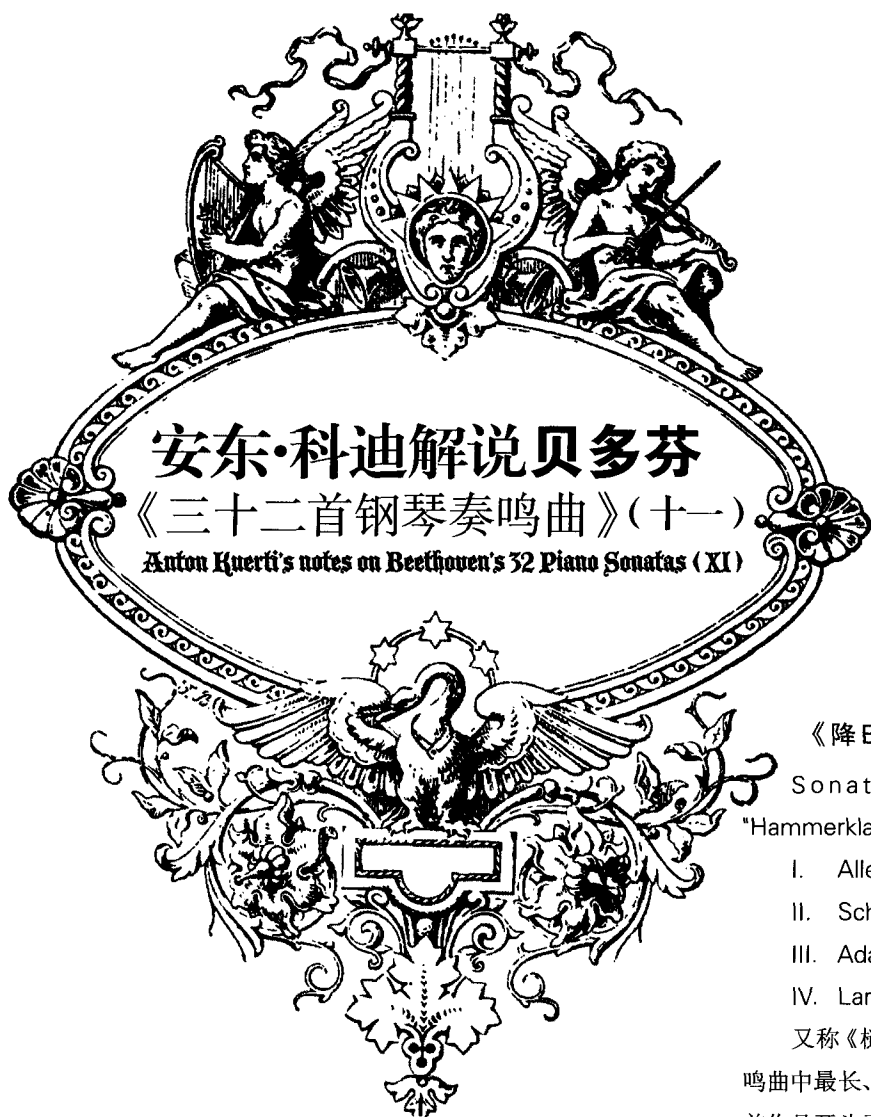 安东·科迪解说贝多芬
《三十二首钢琴奏鸣曲》(十一)
Anton Kuerti's notes on Beethoven's 32 Piano Sonatas (XI)
《降B
Sonat
"Hammerkla
I. Alle
II. Sch
III. Ada
IV. Lar
又称《
鸣曲中最长、